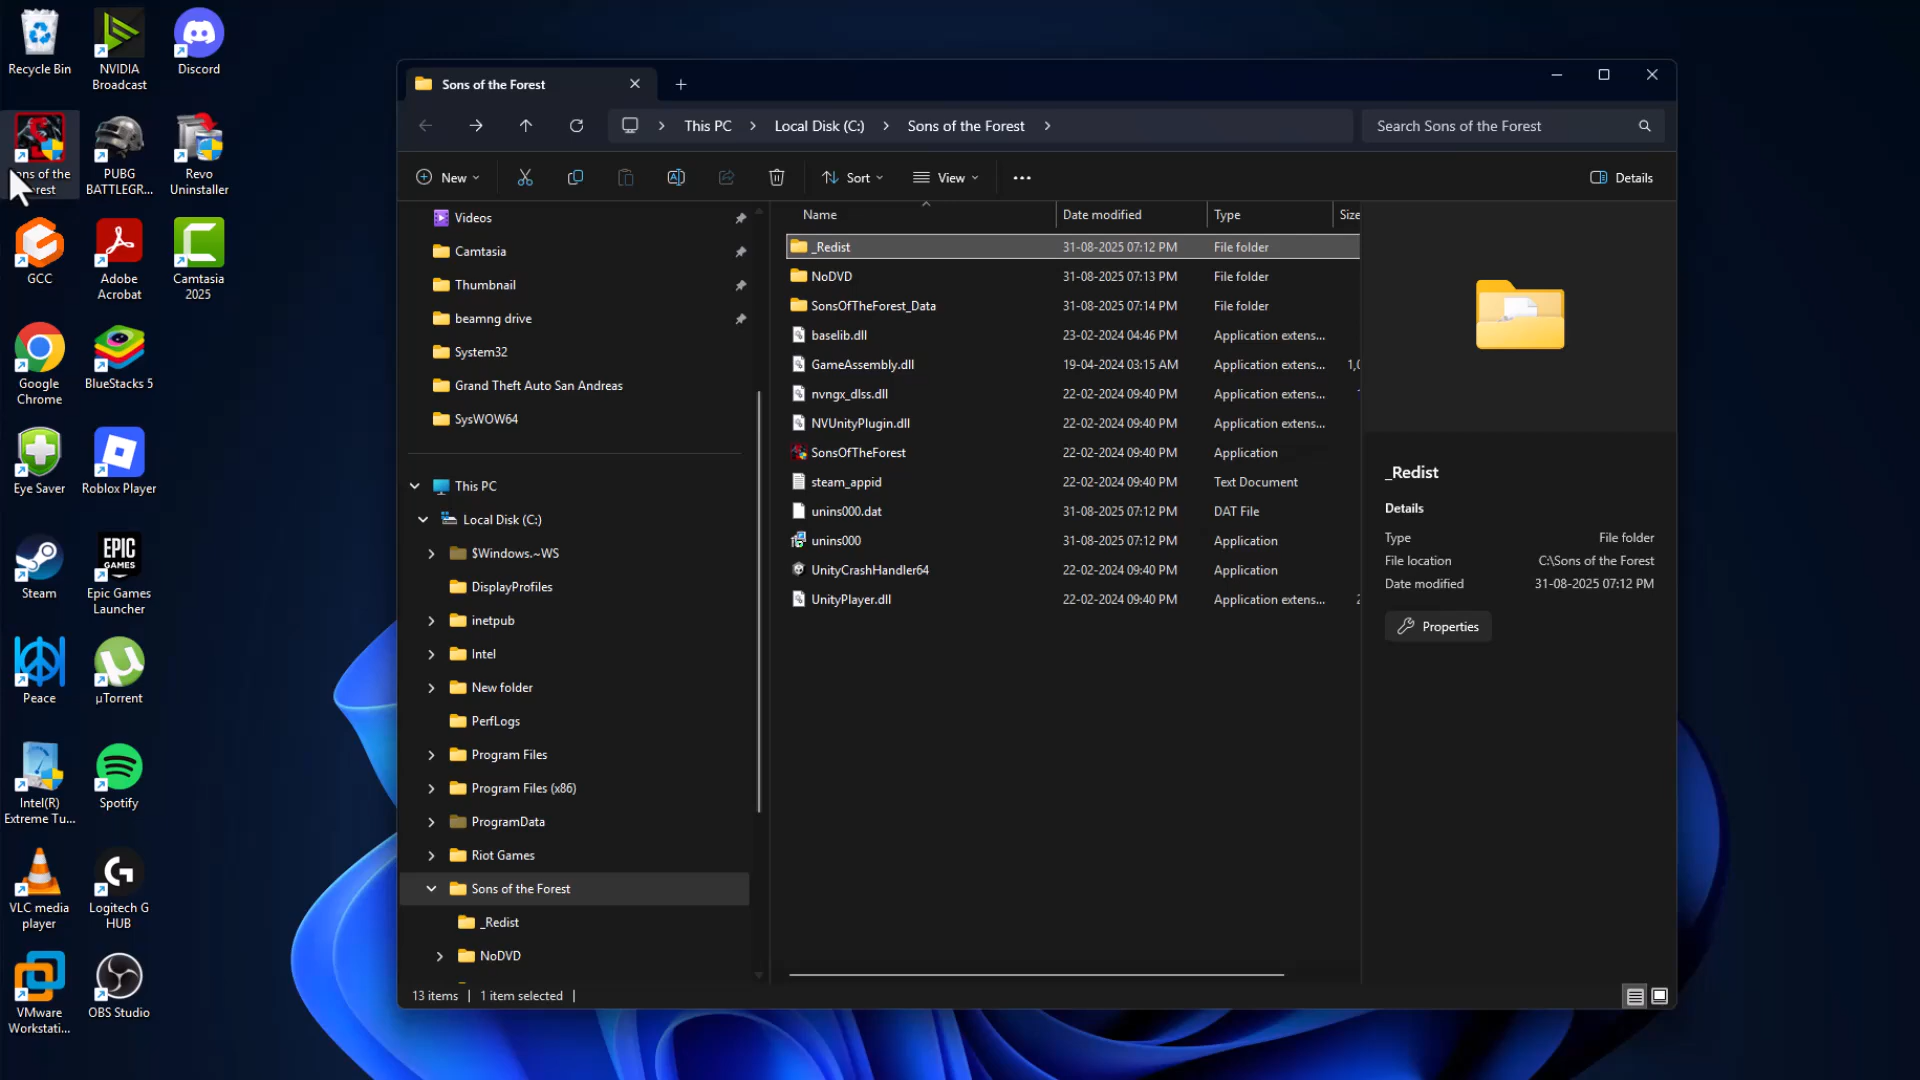 Recycle Bin
NVIDIA
Broadcast
Discord
ons of the
orest
PUBG
BATTLEGR...
Revo
Uninstaller
GCC
Adobe
Acrobat
Camtasia
2025
Google
Chrome
BlueStacks 5
Eye Saver
Roblox Player
Steam
EPIC
GAMES
Epic Games
Launcher
Peace
µTorrent
Intel(R)
Extreme Tu...
Spotify
VLC media
player
Logitech G
HUB
VMware
Workstati...
OBS Studio
Sons of the Forest
This PC
Local Disk (C:)
Sons of the Forest
Search Sons of the Forest
New
Sort
View
Details
Videos
Camtasia
Thumbnail
beamng drive
System32
Grand Theft Auto San Andreas
SysWOW64
This PC
Local Disk (C:)
$Windows.~WS
DisplayProfiles
inetpub
Intel
New folder
PerfLogs
Program Files
Program Files (x86)
ProgramData
Riot Games
Sons of the Forest
_Redist
NoDVD
Name Date modified Type Size
_Redist 31-08-2025 07:12 PM File folder
NoDVD 31-08-2025 07:13 PM File folder
SonsOfTheForest_Data 31-08-2025 07:14 PM File folder
baselib.dll 23-02-2024 04:46 PM Application extens...
GameAssembly.dll 19-04-2024 03:15 AM Application extens... 1,0
nvngx_dlss.dll 22-02-2024 09:40 PM Application extens...
NVUnityPlugin.dll 22-02-2024 09:40 PM Application extens...
SonsOfTheForest 22-02-2024 09:40 PM Application
steam_appid 22-02-2024 09:40 PM Text Document
unins000.dat 31-08-2025 07:12 PM DAT File
unins000 31-08-2025 07:12 PM Application
UnityCrashHandler64 22-02-2024 09:40 PM Application
UnityPlayer.dll 22-02-2024 09:40 PM Application extens... 2
_Redist
Details
Type File folder
File location C:\Sons of the Forest
Date modified 31-08-2025 07:12 PM
Properties
13 items 1 item selected